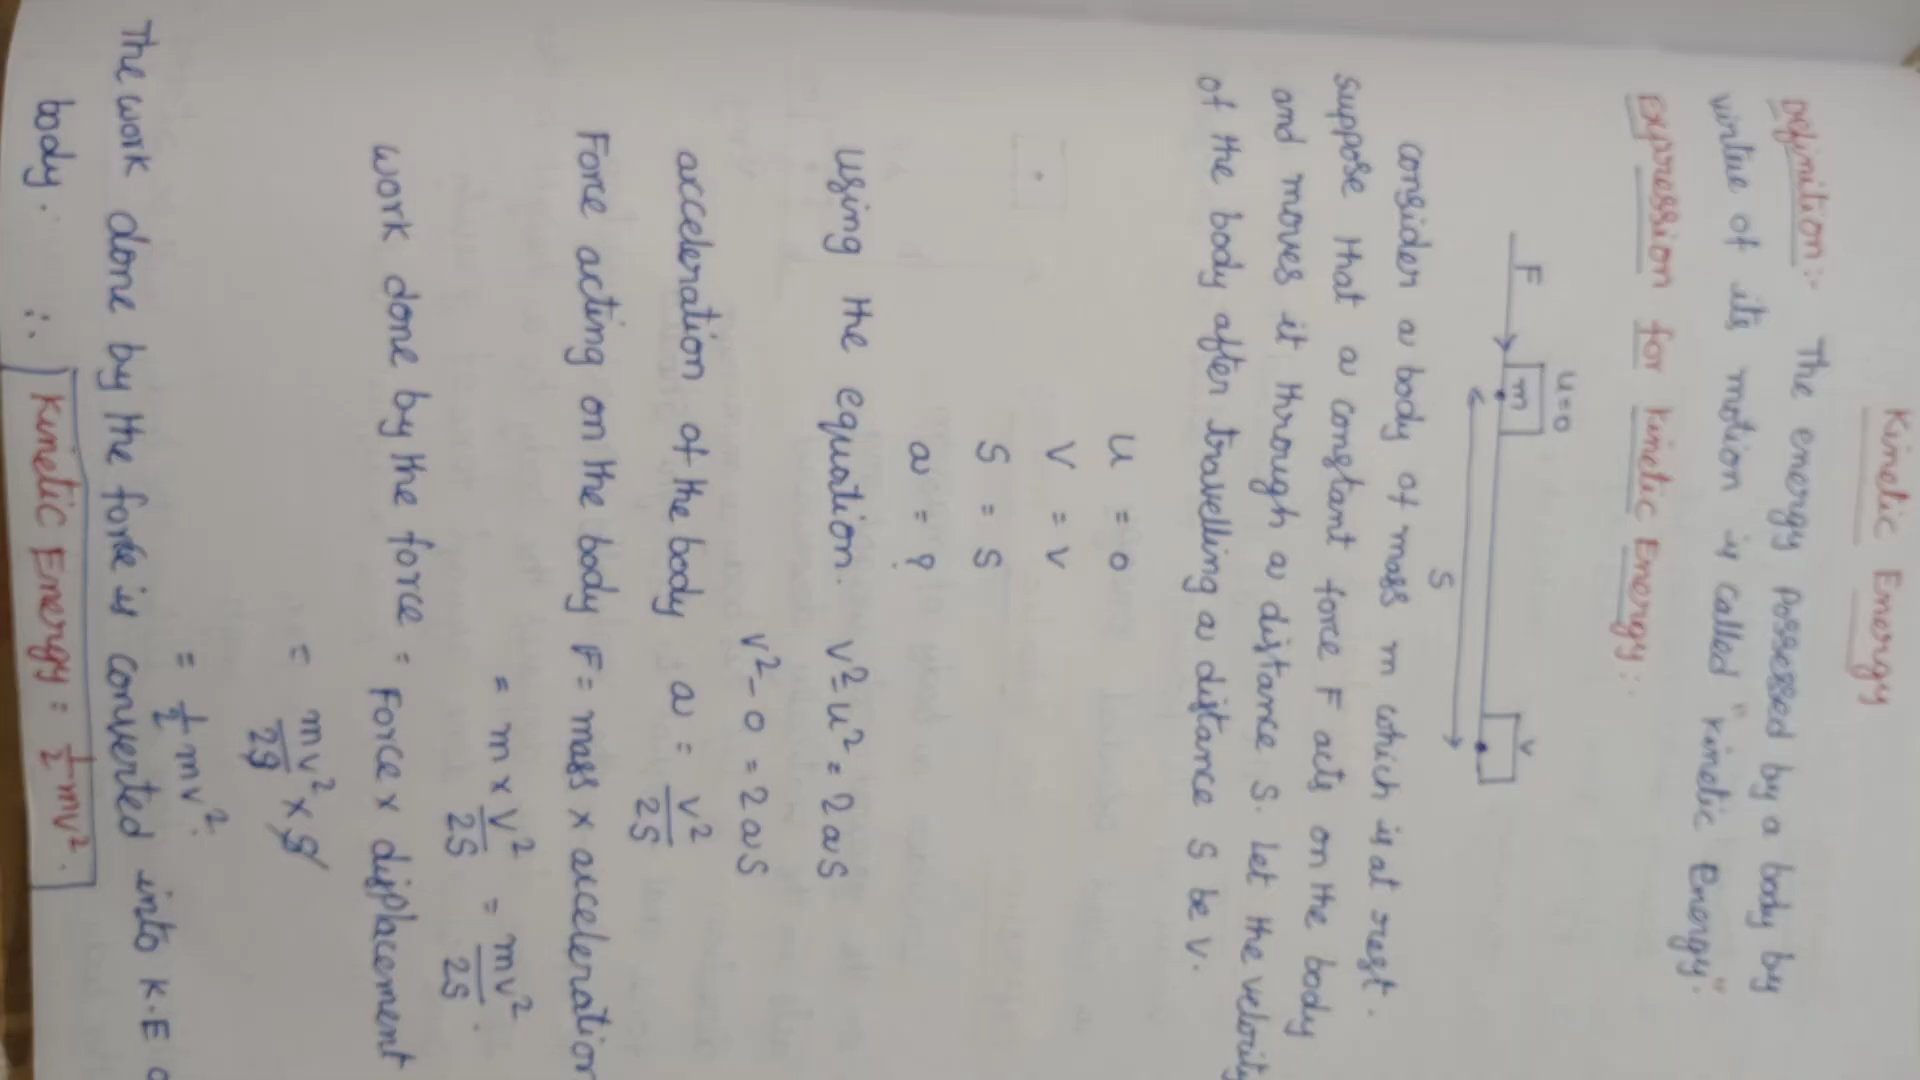 Kinetic Energy
Definition:- The energy possessed by a body by
virtue of its motion is called "kinetic Energy".
Expression for kinetic Energy:-
u=0
F
m
v
S
consider a body of mass m which is at rest.
suppose that a constant force F acts on the body
and moves it through a distance S. let the velocity
of the body after travelling a distance S be v.
u = 0
v = v
S = S
a = ?
using the equation. v²-u² = 2as
v² - 0 = 2as
acceleration of the body a = v²/2S
Force acting on the body F = mass x acceleration
= m x v²/2S = mv²/2S.
work done by the force = Force x displacement
= mv²/2S x S
= 1/2 mv².
The work done by the force is converted into K.E
body. ∴ Kinetic Energy = 1/2 mv².